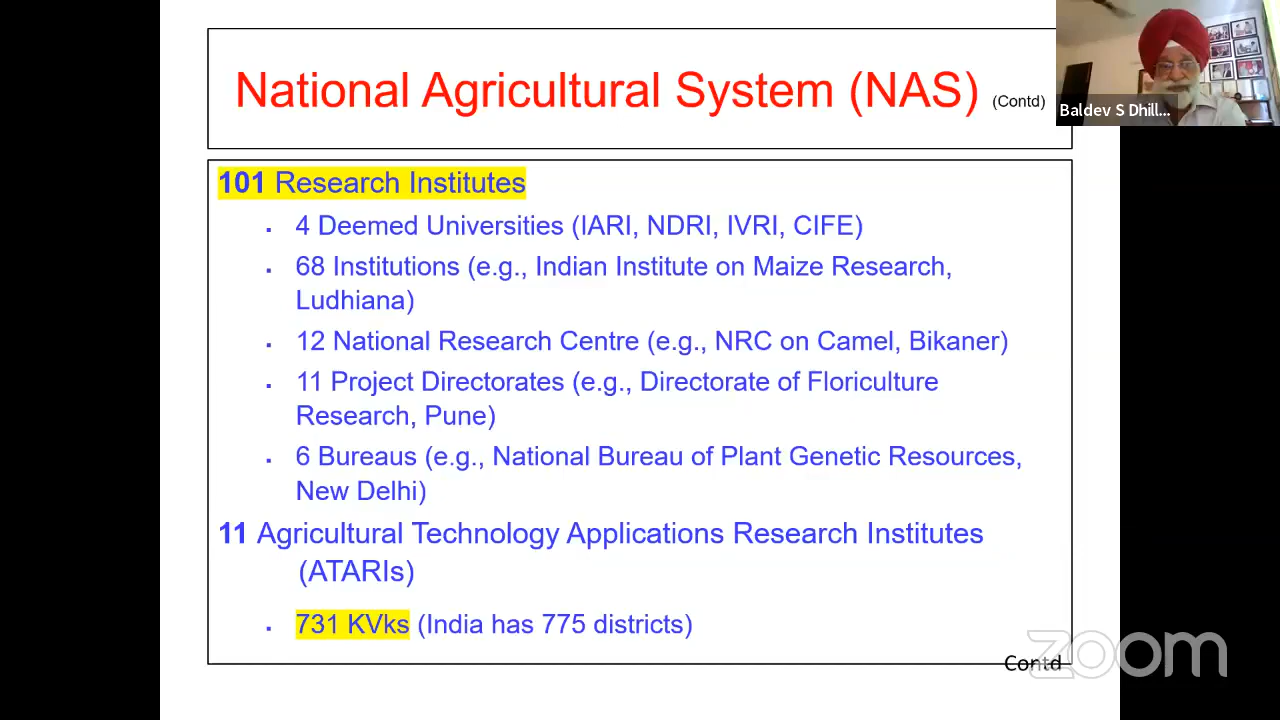 National Agricultural System (NAS) (Contd)
Baldev S Dhill...
101 Research Institutes
▪ 4 Deemed Universities (IARI, NDRI, IVRI, CIFE)
▪ 68 Institutions (e.g., Indian Institute on Maize Research,
Ludhiana)
▪ 12 National Research Centre (e.g., NRC on Camel, Bikaner)
▪ 11 Project Directorates (e.g., Directorate of Floriculture
Research, Pune)
▪ 6 Bureaus (e.g., National Bureau of Plant Genetic Resources,
New Delhi)
11 Agricultural Technology Applications Research Institutes
(ATARIs)
▪ 731 KVks (India has 775 districts)
Contd
zoom